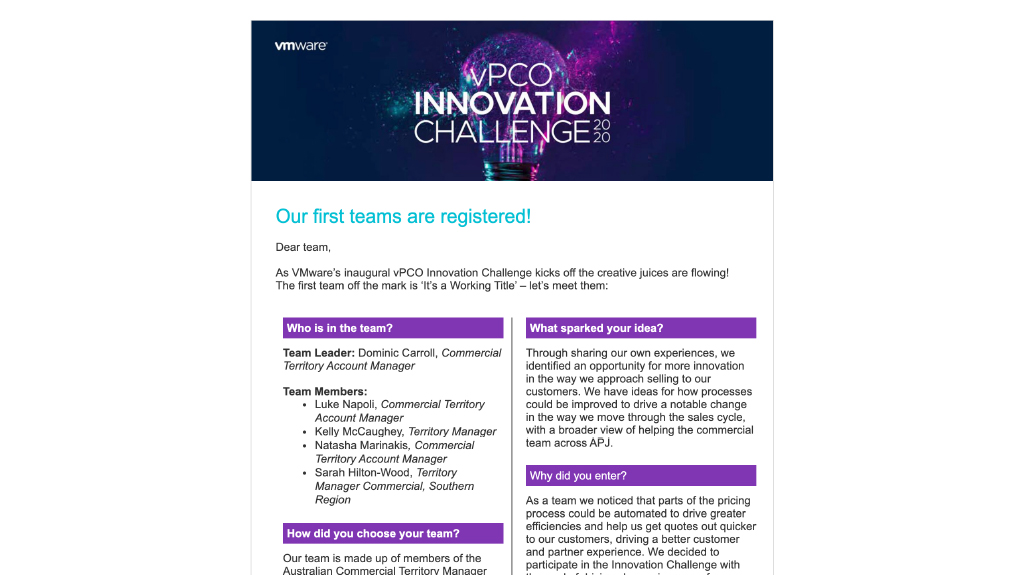 vmware
vPCO
INNOVATION
CHALLENGE 20
20
Our first teams are registered!
Dear team,
As VMware's inaugural vPCO Innovation Challenge kicks off the creative juices are flowing!
The first team off the mark is 'It's a Working Title' – let's meet them:
Who is in the team?
Team Leader: Dominic Carroll, Commercial
Territory Account Manager
Team Members:
• Luke Napoli, Commercial Territory
Account Manager
• Kelly McCaughey, Territory Manager
• Natasha Marinakis, Commercial
Territory Account Manager
• Sarah Hilton-Wood, Territory
Manager Commercial, Southern
Region
How did you choose your team?
Our team is made up of members of the
Australian Commercial Territory Manager
What sparked your idea?
Through sharing our own experiences, we
identified an opportunity for more innovation
in the way we approach selling to our
customers. We have ideas for how processes
could be improved to drive a notable change
in the way we move through the sales cycle,
with a broader view of helping the commercial
team across APJ.
Why did you enter?
As a team we noticed that parts of the pricing
process could be automated to drive greater
efficiencies and help us get quotes out quicker
to our customers, driving a better customer
and partner experience. We decided to
participate in the Innovation Challenge with